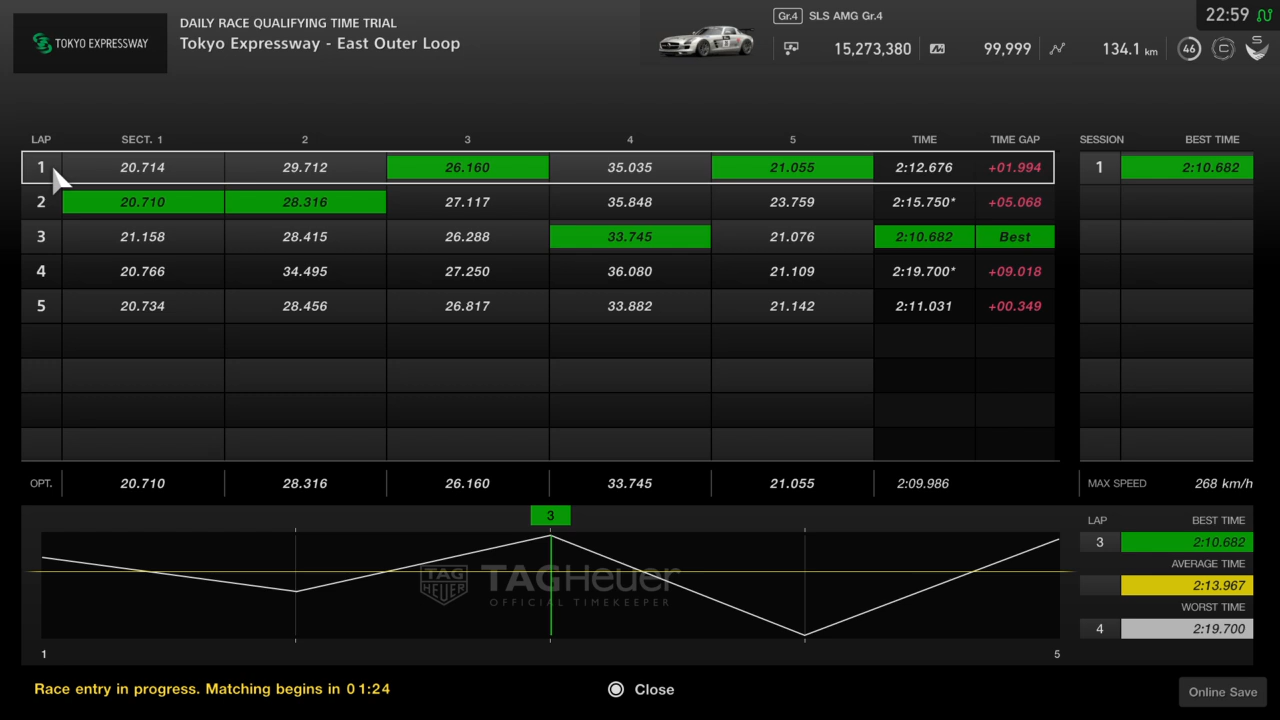 TOKYO EXPRESSWAY
DAILY RACE QUALIFYING TIME TRIAL
Tokyo Expressway - East Outer Loop
Gr.4 SLS AMG Gr.4
15,273,380 99,999 134.1 km 46 C S
22:59
LAP SECT. 1 2 3 4 5 TIME TIME GAP
1 20.714 29.712 26.160 35.035 21.055 2:12.676 +01.994
2 20.710 28.316 27.117 35.848 23.759 2:15.750* +05.068
3 21.158 28.415 26.288 33.745 21.076 2:10.682 Best
4 20.766 34.495 27.250 36.080 21.109 2:19.700* +09.018
5 20.734 28.456 26.817 33.882 21.142 2:11.031 +00.349
OPT. 20.710 28.316 26.160 33.745 21.055 2:09.986
SESSION BEST TIME
1 2:10.682
MAX SPEED 268 km/h
3
TAG HEUER
TAGHeuer
OFFICIAL TIMEKEEPER
1 5
LAP BEST TIME
3 2:10.682
AVERAGE TIME
2:13.967
WORST TIME
4 2:19.700
Race entry in progress. Matching begins in 01:24
Close
Online Save